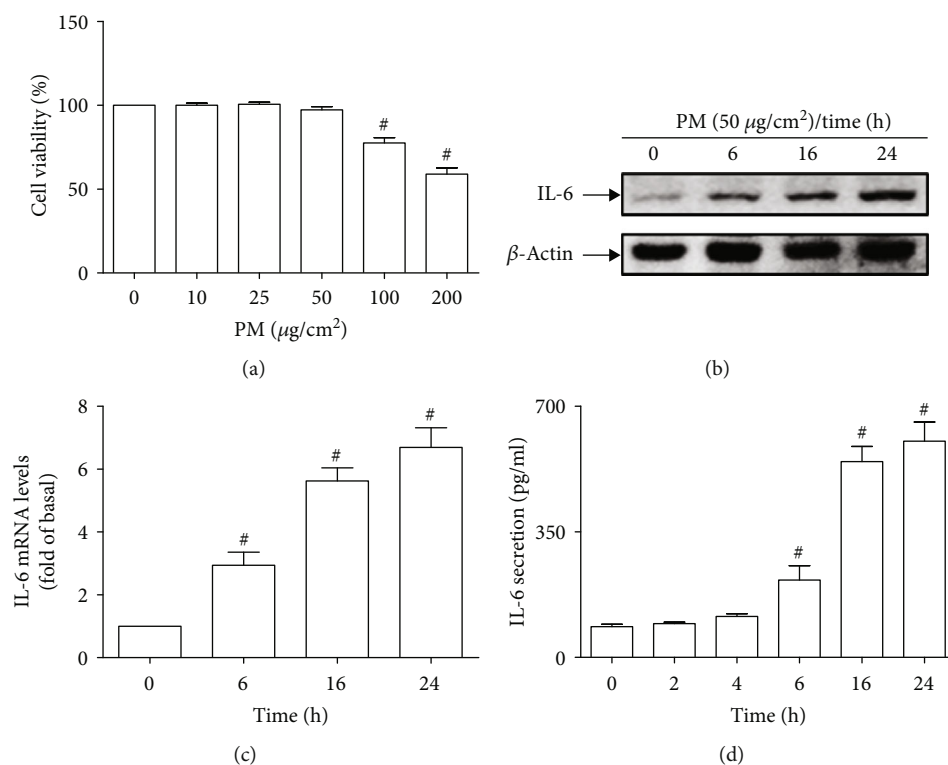 150
100
50
0
Cell viability (%)
#
#
0 10 25 50 100 200
PM (μg/cm²)
(a)
PM (50 μg/cm²)/time (h)
0 6 16 24
IL-6
β-Actin
(b)
8
6
4
2
0
IL-6 mRNA levels
(fold of basal)
#
#
#
0 6 16 24
Time (h)
(c)
700
350
0
IL-6 secretion (pg/ml)
#
#
#
0 2 4 6 16 24
Time (h)
(d)